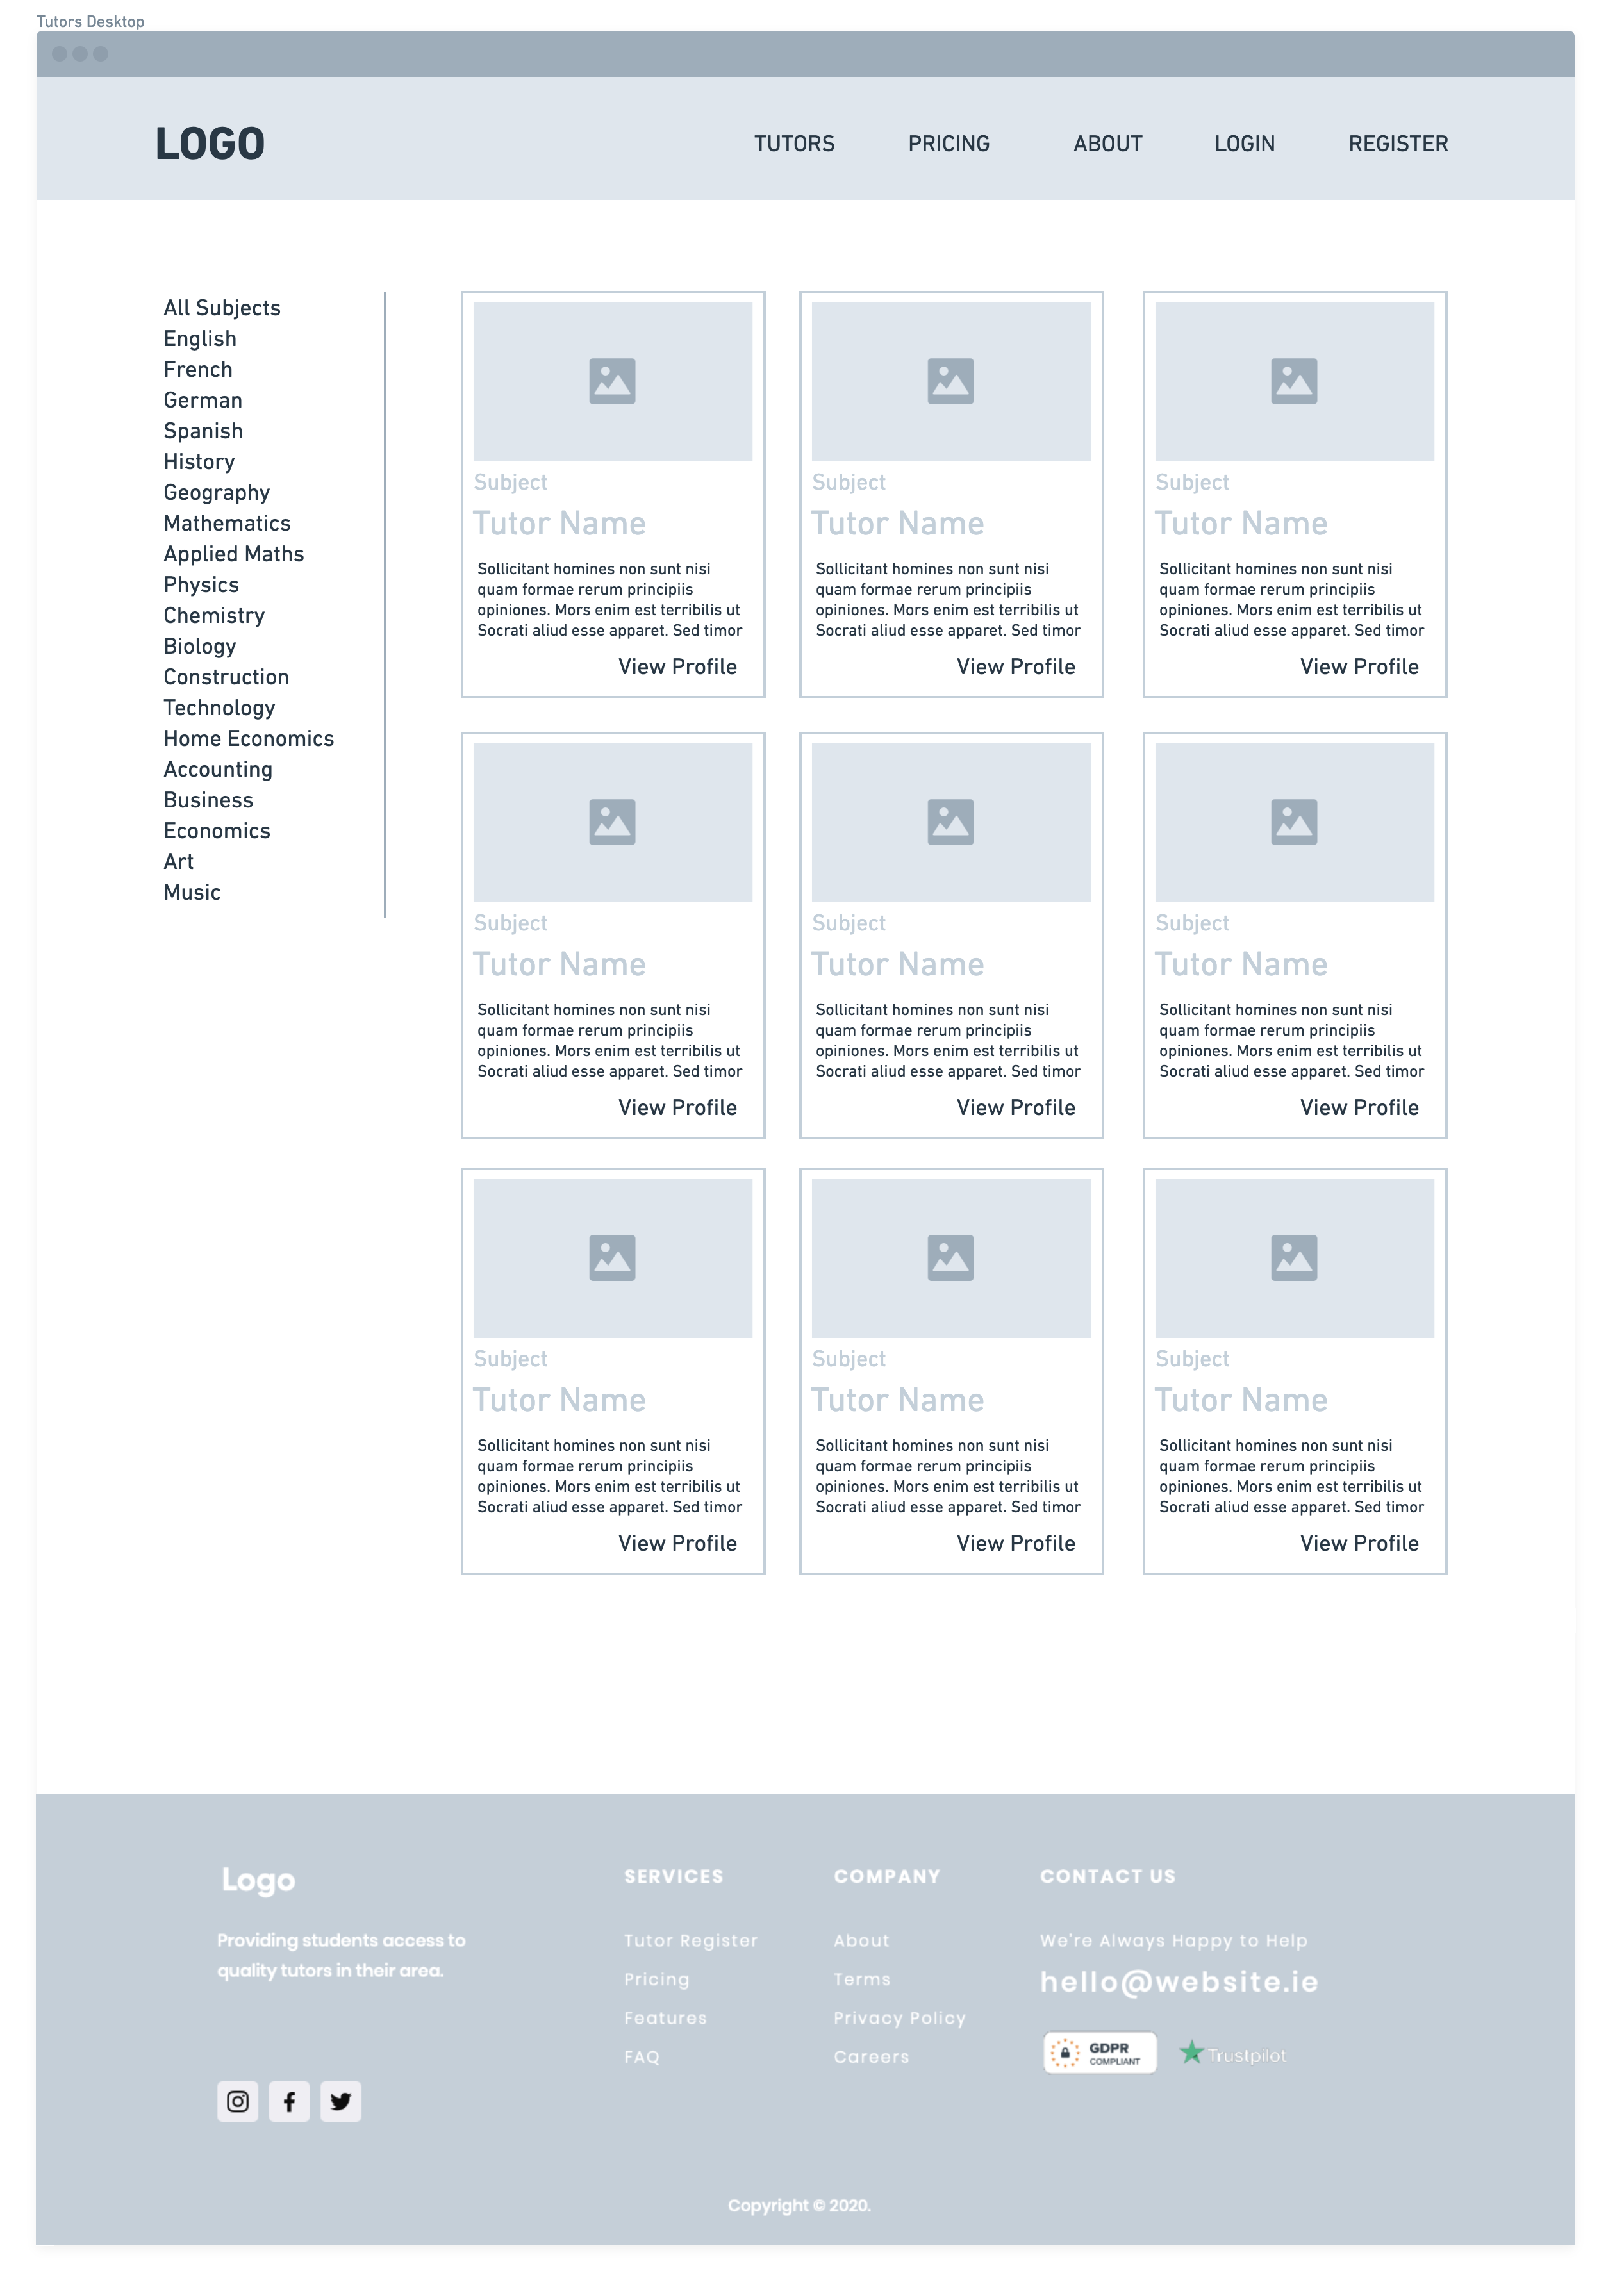 Tutors Desktop
LOGO
TUTORS
PRICING
ABOUT
LOGIN
REGISTER
All Subjects
English
French
German
Spanish
History
Geography
Mathematics
Applied Maths
Physics
Chemistry
Biology
Construction
Technology
Home Economics
Accounting
Business
Economics
Art
Music
Subject
Tutor Name
Sollicitant homines non sunt nisi
quam formae rerum principiis
opiniones. Mors enim est terribilis ut
Socrati aliud esse apparet. Sed timor
View Profile
Subject
Tutor Name
Sollicitant homines non sunt nisi
quam formae rerum principiis
opiniones. Mors enim est terribilis ut
Socrati aliud esse apparet. Sed timor
View Profile
Subject
Tutor Name
Sollicitant homines non sunt nisi
quam formae rerum principiis
opiniones. Mors enim est terribilis ut
Socrati aliud esse apparet. Sed timor
View Profile
Subject
Tutor Name
Sollicitant homines non sunt nisi
quam formae rerum principiis
opiniones. Mors enim est terribilis ut
Socrati aliud esse apparet. Sed timor
View Profile
Subject
Tutor Name
Sollicitant homines non sunt nisi
quam formae rerum principiis
opiniones. Mors enim est terribilis ut
Socrati aliud esse apparet. Sed timor
View Profile
Subject
Tutor Name
Sollicitant homines non sunt nisi
quam formae rerum principiis
opiniones. Mors enim est terribilis ut
Socrati aliud esse apparet. Sed timor
View Profile
Subject
Tutor Name
Sollicitant homines non sunt nisi
quam formae rerum principiis
opiniones. Mors enim est terribilis ut
Socrati aliud esse apparet. Sed timor
View Profile
Subject
Tutor Name
Sollicitant homines non sunt nisi
quam formae rerum principiis
opiniones. Mors enim est terribilis ut
Socrati aliud esse apparet. Sed timor
View Profile
Subject
Tutor Name
Sollicitant homines non sunt nisi
quam formae rerum principiis
opiniones. Mors enim est terribilis ut
Socrati aliud esse apparet. Sed timor
View Profile
Logo
Providing students access to
quality tutors in their area.
SERVICES
Tutor Register
Pricing
Features
FAQ
COMPANY
About
Terms
Privacy Policy
Careers
CONTACT US
We're Always Happy to Help
hello@website.ie
GDPR
COMPLIANT
Trustpilot
Copyright © 2020.